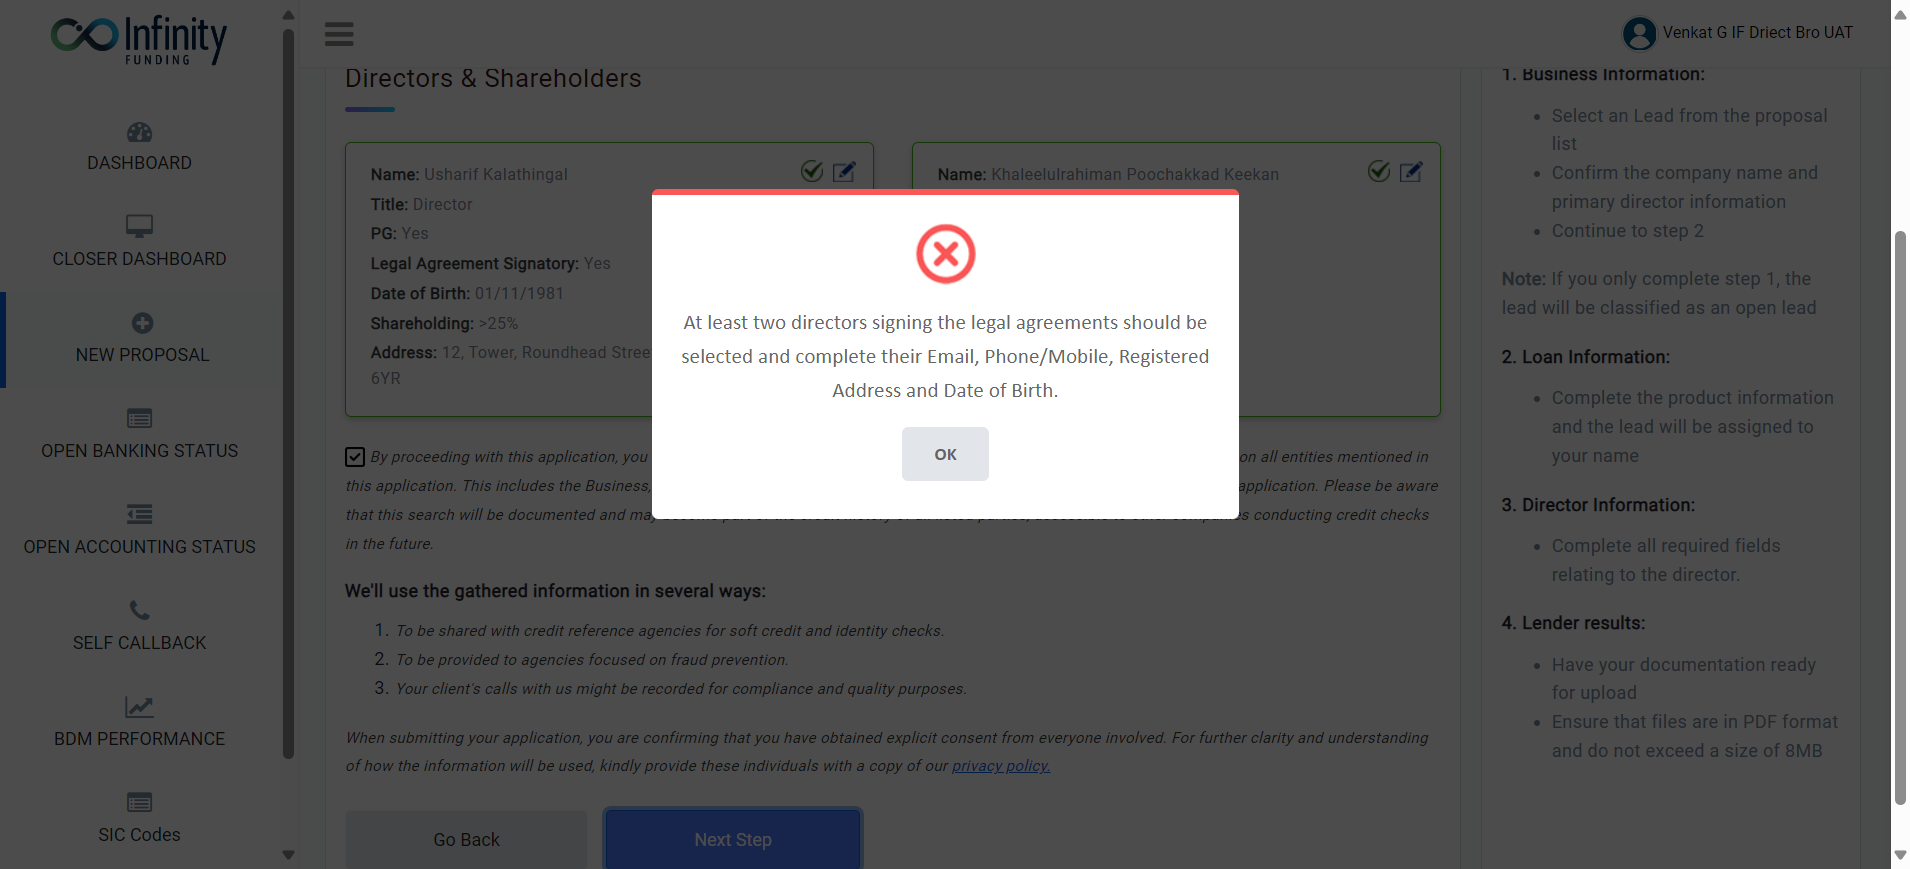 Infinity
FUNDING
DASHBOARD
CLOSER DASHBOARD
NEW PROPOSAL
OPEN BANKING STATUS
OPEN ACCOUNTING STATUS
SELF CALLBACK
BDM PERFORMANCE
SIC Codes
Venkat G IF Driect Bro UAT
Directors & Shareholders
Name: Usharif Kalathingal
Title: Director
PG: Yes
Legal Agreement Signatory: Yes
Date of Birth: 01/11/1981
Shareholding: >25%
Address: 12, Tower, Roundhead Stree
6YR
Name: Khaleelulrahiman Poochakkad Keekan
At least two directors signing the legal agreements should be
selected and complete their Email, Phone/Mobile, Registered
Address and Date of Birth.
OK
By proceeding with this application, you on all entities mentioned in
this application. This includes the Business, application. Please be aware
that this search will be documented and may conducting credit checks
in the future.
We'll use the gathered information in several ways:
1. To be shared with credit reference agencies for soft credit and identity checks.
2. To be provided to agencies focused on fraud prevention.
3. Your client's calls with us might be recorded for compliance and quality purposes.
When submitting your application, you are confirming that you have obtained explicit consent from everyone involved. For further clarity and understanding
of how the information will be used, kindly provide these individuals with a copy of our privacy policy.
Go Back
Next Step
1. Business Information:
• Select an Lead from the proposal
list
• Confirm the company name and
primary director information
• Continue to step 2
Note: If you only complete step 1, the
lead will be classified as an open lead
2. Loan Information:
• Complete the product information
and the lead will be assigned to
your name
3. Director Information:
• Complete all required fields
relating to the director.
4. Lender results:
• Have your documentation ready
for upload
• Ensure that files are in PDF format
and do not exceed a size of 8MB